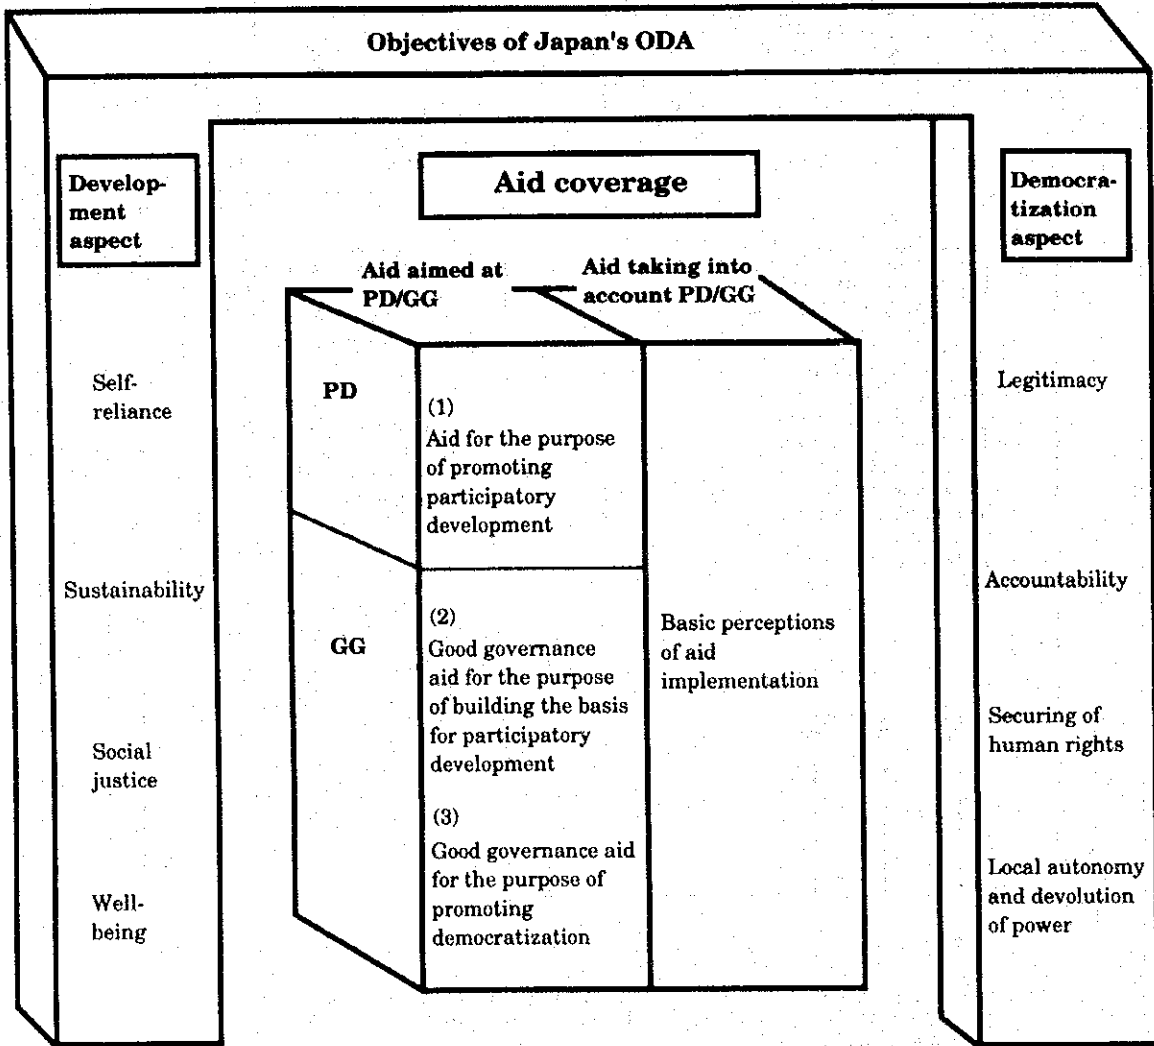 Objectives of Japan's ODA
Develop-
ment
aspect
Self-
reliance
Sustainability
Social
justice
Well-
being
Aid coverage
Aid aimed at
PD/GG
Aid taking into
account PD/GG
PD
(1)
Aid for the purpose
of promoting
participatory
development
GG
(2)
Good governance
aid for the purpose
of building the basis
for participatory
development
(3)
Good governance aid
for the purpose of
promoting
democratization
Basic perceptions
of aid
implementation
Democra-
tization
aspect
Legitimacy
Accountability
Securing of
human rights
Local autonomy
and devolution
of power